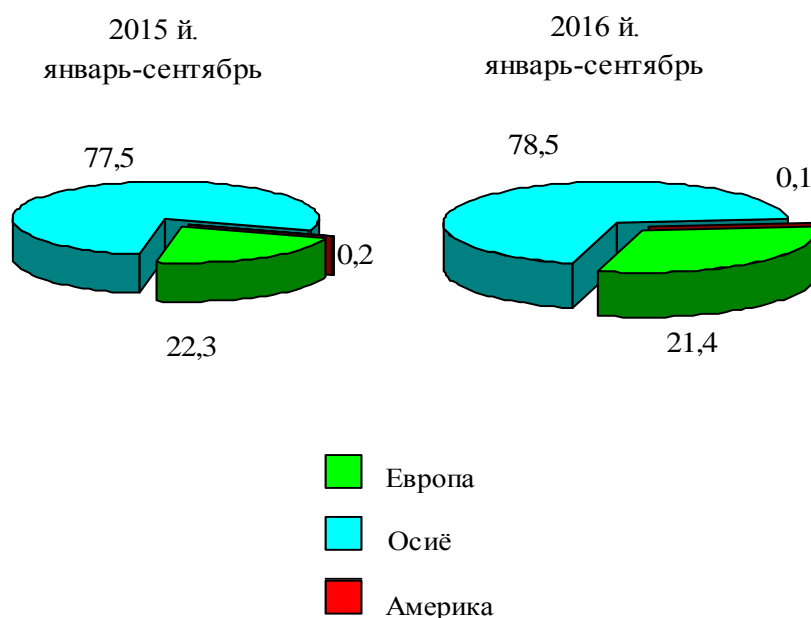 2015 й.
январь-сентябрь
2016 й.
январь-сентябрь
77,5
0,2
22,3
78,5
0,1
21,4
Европа
Осиё
Америка